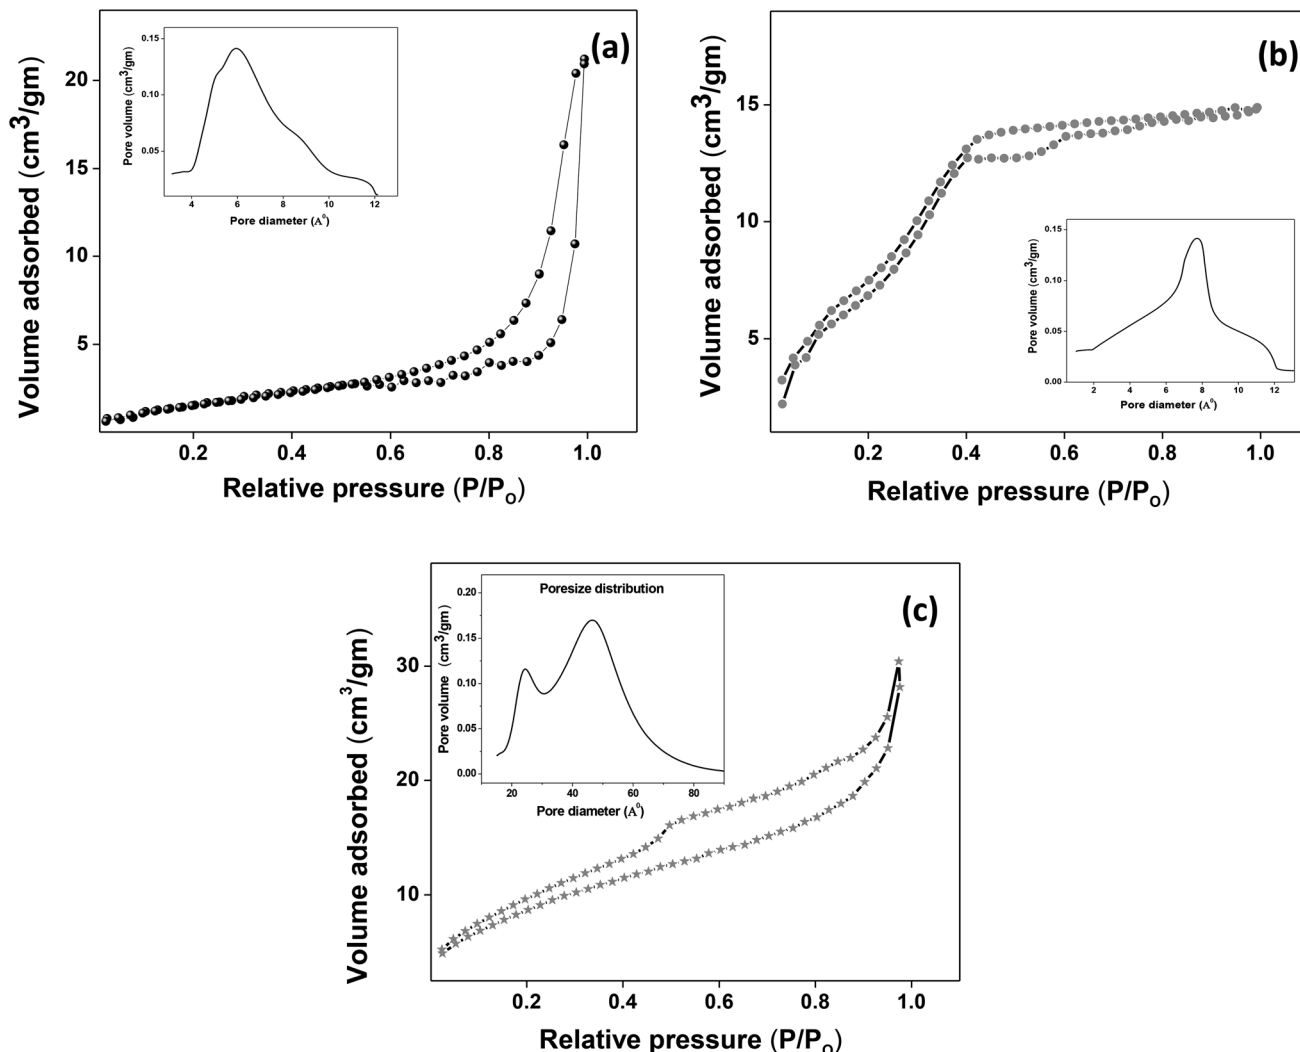 (a)
Volume adsorbed (cm³/gm)
20
15
10
5
0.2 0.4 0.6 0.8 1.0
Relative pressure (P/P₀)
Pore volume (cm³/gm)
0.15
0.10
0.05
4 6 8 10 12
Pore diameter (A⁰)
(b)
Volume adsorbed (cm³/gm)
15
10
5
0.2 0.4 0.6 0.8 1.0
Relative pressure (P/P₀)
Pore volume (cm³/gm)
0.15
0.10
0.05
0.00
2 4 6 8 10 12
Pore diameter (A⁰)
(c)
Volume adsorbed (cm³/gm)
30
20
10
0.2 0.4 0.6 0.8 1.0
Relative pressure (P/P₀)
Poresize distribution
Pore volume (cm³/gm)
0.20
0.15
0.10
0.05
0.00
20 40 60 80
Pore diameter (A⁰)